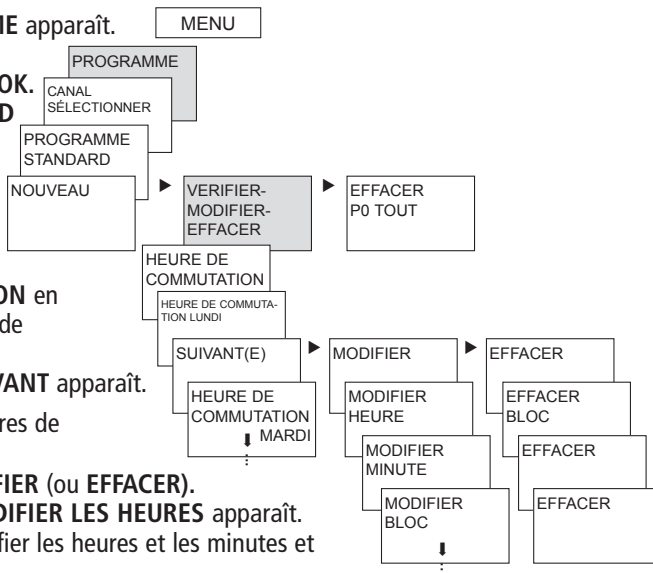 ME apparaît.
MENU
PROGRAMME
OK.
CANAL
SÉLECTIONNER
D
PROGRAMME
STANDARD
NOUVEAU
VERIFIER-
MODIFIER-
EFFACER
EFFACER
P0 TOUT
HEURE DE
COMMUTATION
ON en
HEURE DE COMMUTA-
TION LUNDI
de
SUIVANT(E)
MODIFIER
EFFACER
VANT apparaît.
HEURE DE
COMMUTATION
MARDI
MODIFIER
HEURE
EFFACER
BLOC
res de
MODIFIER
MINUTE
EFFACER
FIER (ou EFFACER).
DIFIER LES HEURES apparaît.
MODIFIER
BLOC
EFFACER
fier les heures et les minutes et